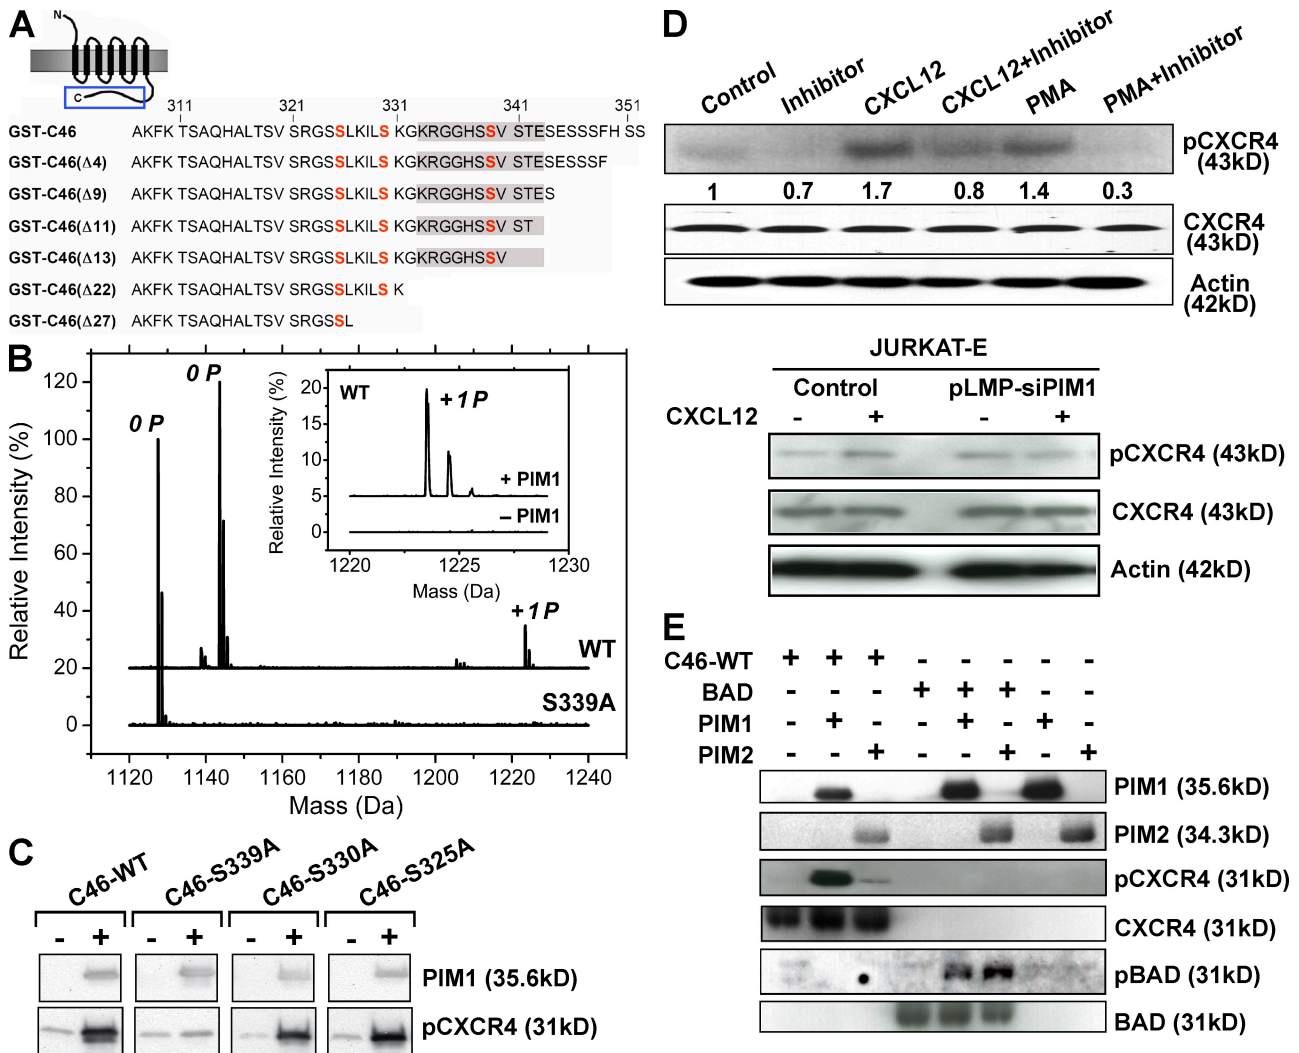 A
N
C
311 321 331 341 351
GST-C46 AKFK TSAQHALTSV SRGSSSLKILS KGKRGGHSSV STESESSSFH SS
GST-C46(Δ4) AKFK TSAQHALTSV SRGSSSLKILS KGKRGGHSSV STESESSSF
GST-C46(Δ9) AKFK TSAQHALTSV SRGSSSLKILS KGKRGGHSSV STES
GST-C46(Δ11) AKFK TSAQHALTSV SRGSSSLKILS KGKRGGHSSV ST
GST-C46(Δ13) AKFK TSAQHALTSV SRGSSSLKILS KGKRGGHSSV
GST-C46(Δ22) AKFK TSAQHALTSV SRGSSSLKILS K
GST-C46(Δ27) AKFK TSAQHALTSV SRGSSSL
B
Relative Intensity (%)
120
100
80
60
40
20
0
0 P
0 P
+1 P
WT
S339A
1120 1140 1160 1180 1200 1220 1240
Mass (Da)
WT
+1 P
+ PIM1
– PIM1
Relative Intensity (%)
20
15
10
5
0
1220 1225 1230
Mass (Da)
C
C46-WT C46-S339A C46-S330A C46-S325A
- + - + - + - +
PIM1 (35.6kD)
pCXCR4 (31kD)
D
Control Inhibitor CXCL12 CXCL12+Inhibitor PMA PMA+Inhibitor
pCXCR4
(43kD)
1 0.7 1.7 0.8 1.4 0.3
CXCR4
(43kD)
Actin
(42kD)
JURKAT-E
Control pLMP-siPIM1
CXCL12 - + - +
pCXCR4 (43kD)
CXCR4 (43kD)
Actin (42kD)
E
C46-WT + + + - - - - -
BAD - - - + + + - -
PIM1 - + - - + - + -
PIM2 - - + - - + - +
PIM1 (35.6kD)
PIM2 (34.3kD)
pCXCR4 (31kD)
CXCR4 (31kD)
pBAD (31kD)
BAD (31kD)